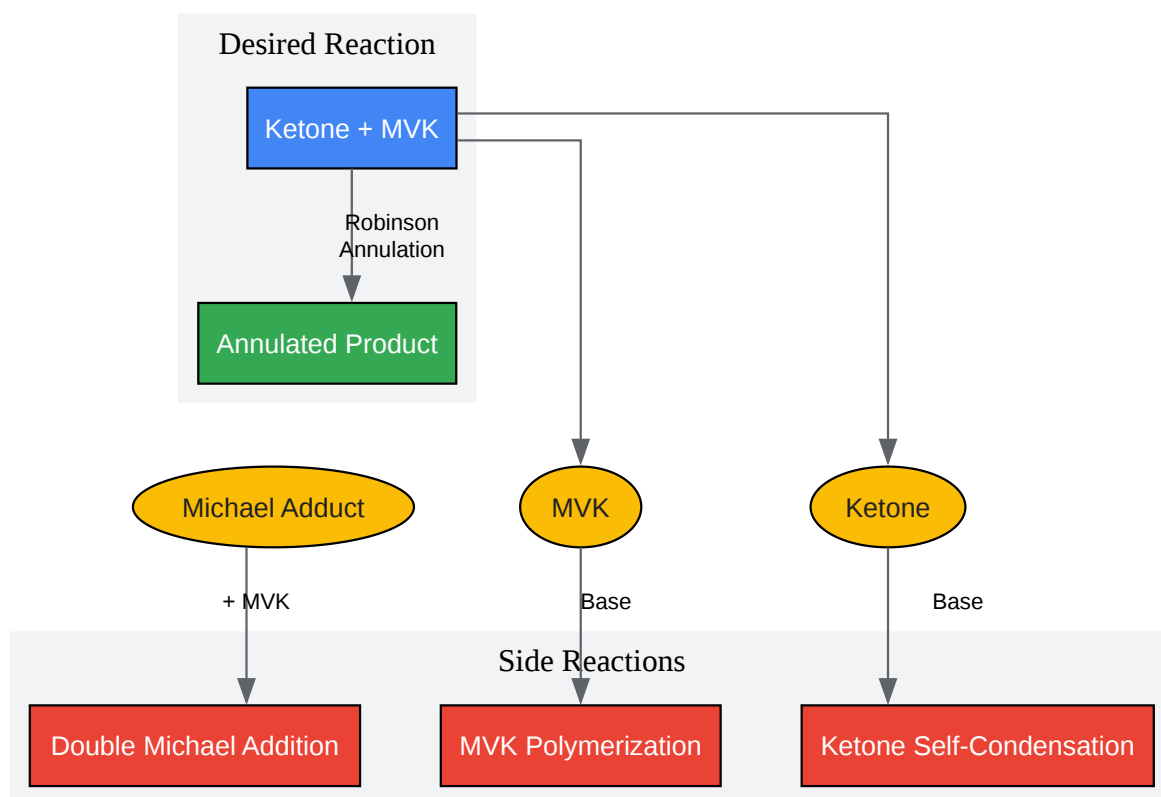 Desired Reaction
Ketone + MVK
Robinson
Annulation
Annulated Product
Michael Adduct
MVK
Ketone
+ MVK
Base
Base
Side Reactions
Double Michael Addition
MVK Polymerization
Ketone Self-Condensation